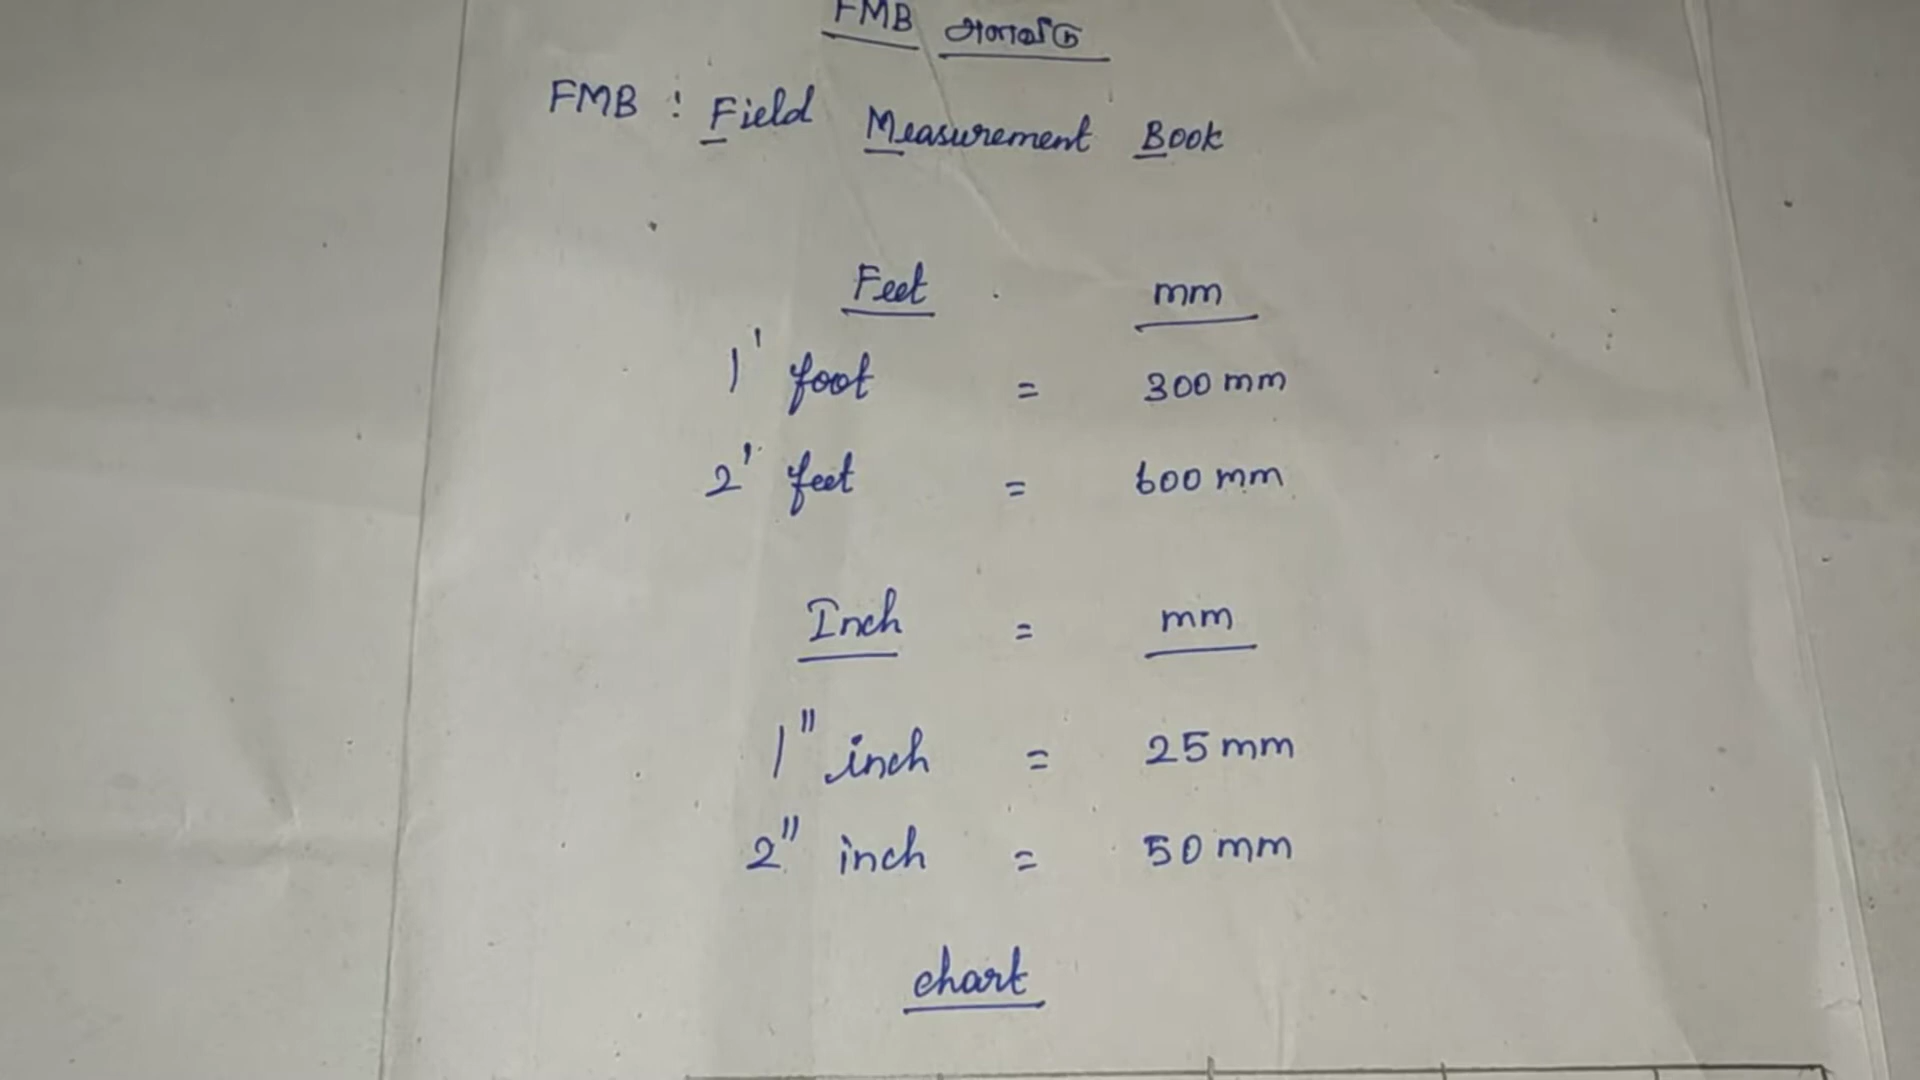 FMB அளவீடு
FMB : Field Measurement Book
Feet mm
1' foot = 300 mm
2' feet = 600 mm
Inch = mm
1" inch = 25 mm
2" inch = 50 mm
chart